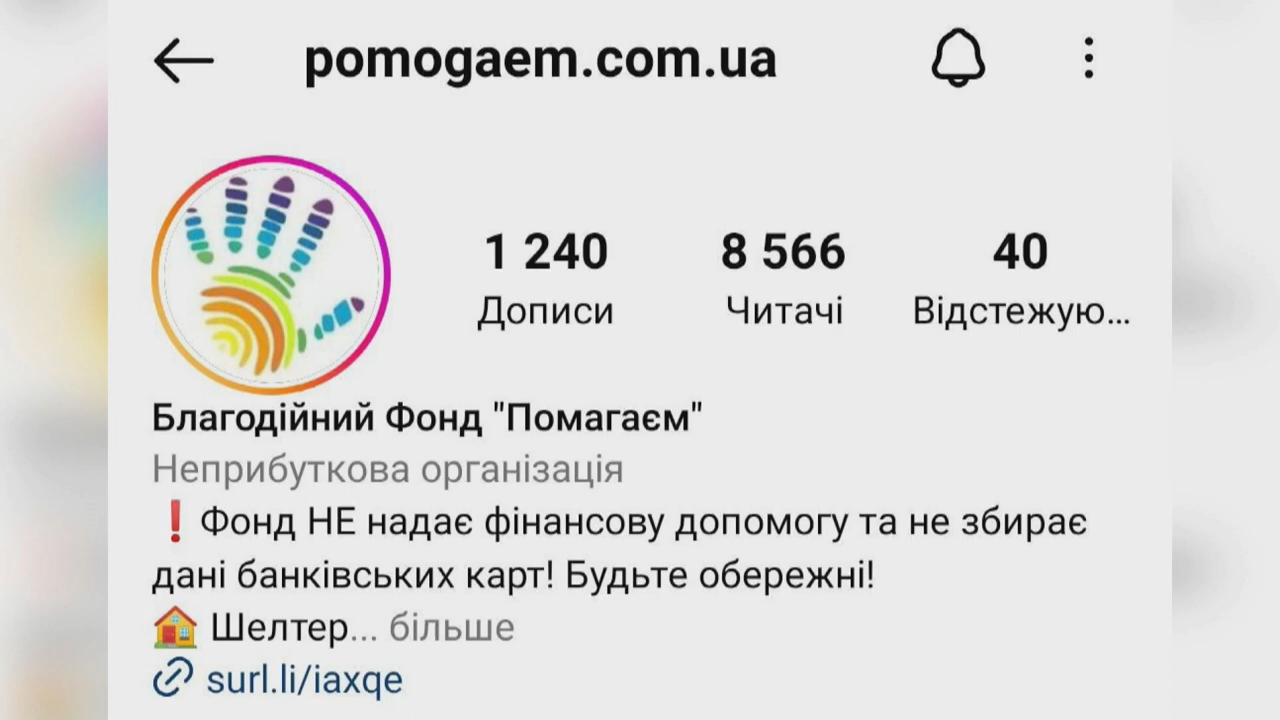 pomogaem.com.ua
1 240 8 566 40
Дописи Читачі Відстежую...
Благодійний Фонд "Помагаєм"
Неприбуткова організація
❗Фонд НЕ надає фінансову допомогу та не збирає
дані банківських карт! Будьте обережні!
🏠 Шелтер... більше
surl.li/iaxqe